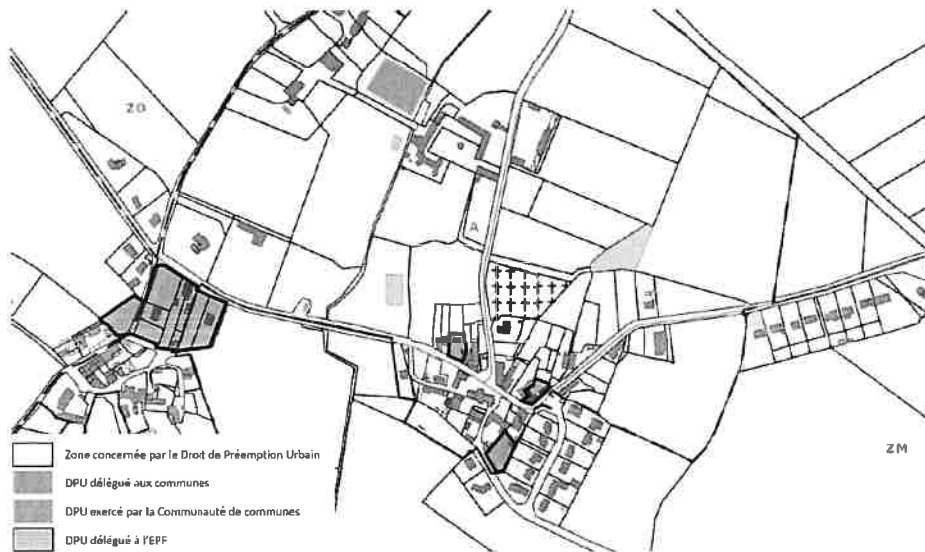 ZO
A
ZM
Zone concernée par le Droit de Préemption Urbain
DPU délégué aux communes
DPU exercé par la Communauté de communes
DPU délégué à l'EPF